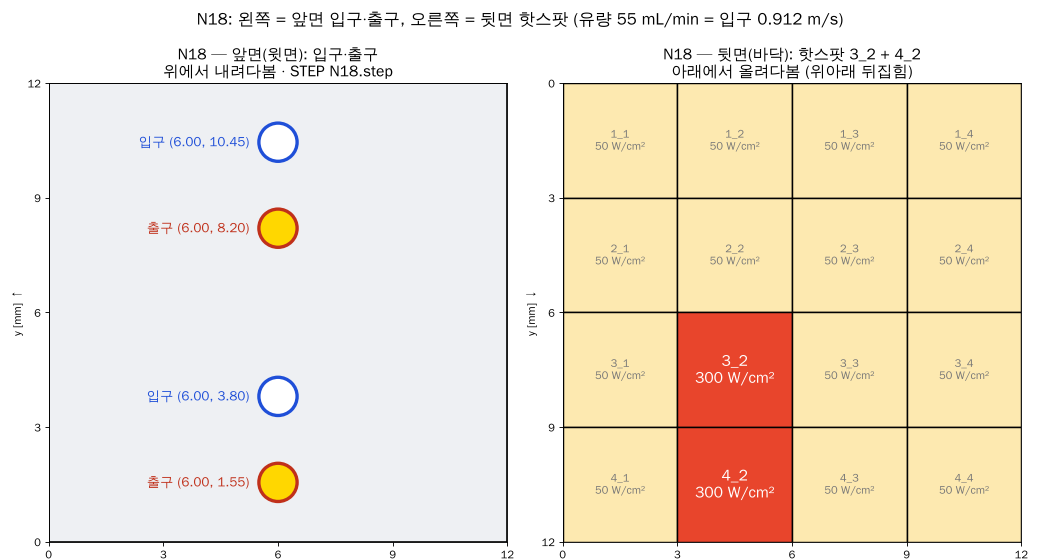 N18: 왼쪽 = 앞면 입구·출구, 오른쪽 = 뒷면 핫스팟 (유량 55 mL/min = 입구 0.912 m/s)
N18 — 앞면(윗면): 입구·출구
위에서 내려다봄 · STEP N18.step
12
9
6
3
0
y [mm] →
입구 (6.00, 10.45)
출구 (6.00, 8.20)
입구 (6.00, 3.80)
출구 (6.00, 1.55)
0
3
6
9
12
N18 — 뒷면(바닥): 핫스팟 3_2 + 4_2
아래에서 올려다봄 (위아래 뒤집힘)
0
3
6
9
12
y [mm] ←
1_1
50 W/cm²
1_2
50 W/cm²
1_3
50 W/cm²
1_4
50 W/cm²
2_1
50 W/cm²
2_2
50 W/cm²
2_3
50 W/cm²
2_4
50 W/cm²
3_1
50 W/cm²
3_2
300 W/cm²
3_3
50 W/cm²
3_4
50 W/cm²
4_1
50 W/cm²
4_2
300 W/cm²
4_3
50 W/cm²
4_4
50 W/cm²
0
3
6
9
12